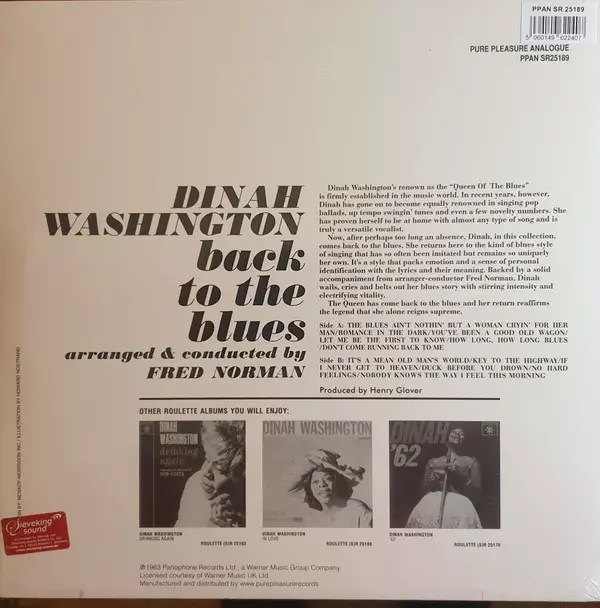 PPAN SR 25189
5 060149 622407
PURE PLEASURE ANALOGUE
PPAN SR25189
DINAH
WASHINGTON
back
to the
blues
arranged & conducted by
FRED NORMAN
Dinah Washington's renown as the "Queen Of The Blues"
is firmly established in the music world. In recent years, however,
Dinah has gone on to become equally renowned in singing pop
ballads, up tempo swingin' tunes and even a few novelty numbers. She
has proven herself to be at home with almost any type of song and is
truly a versatile vocalist.
Now, after perhaps too long an absence, Dinah, in this collection,
comes back to the blues. She returns here to the kind of blues style
of singing that has so often been imitated but remains so uniquely
her own. It's a style that packs emotion and a sense of personal
identification with the lyrics and their meaning. Backed by a solid
accompaniment from arranger-conductor Fred Norman, Dinah
wails, cries and belts out her blues story with stirring intensity and
electrifying vitality.
The Queen has come back to the blues and her return reaffirms
the legend that she alone reigns supreme.
Side A: THE BLUES AIN'T NOTHIN' BUT A WOMAN CRYIN' FOR HER
MAN/ROMANCE IN THE DARK/YOU'VE BEEN A GOOD OLD WAGON/
LET ME BE THE FIRST TO KNOW/HOW LONG, HOW LONG BLUES
/DON'T COME RUNNING BACK TO ME
Side B: IT'S A MEAN OLD MAN'S WORLD/KEY TO THE HIGHWAY/IF
I NEVER GET TO HEAVEN/DUCK BEFORE YOU DROWN/NO HARD
FEELINGS/NOBODY KNOWS THE WAY I FEEL THIS MORNING
Produced by Henry Glover
OTHER ROULETTE ALBUMS YOU WILL ENJOY:
DINAH
WASHINGTON
drinking
again
DINAH WASHINGTON
DINAH
'62
DINAH WASHINGTON
DRINKING AGAIN
ROULETTE (S)R 25183
DINAH WASHINGTON
IN LOVE
ROULETTE (S)R 25180
DINAH WASHINGTON
'62
ROULETTE (S)R 25170
ILLUSTRATION BY HOWARD NOSTRAND
Sieveking
sound
℗1963 Parlophone Records Ltd, a Warner Music Group Company.
Licensed courtesy of Warner Music UK Ltd
Manufactured and distributed by www.purepleasurerecords